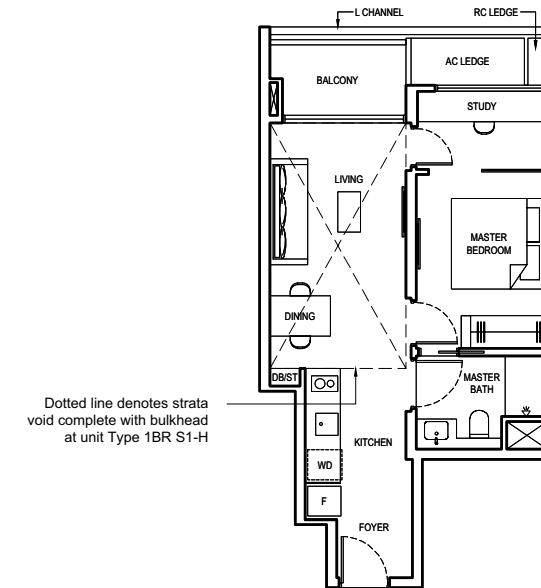 L CHANNEL
RC LEDGE
AC LEDGE
BALCONY
STUDY
LIVING
MASTER
BEDROOM
DINING
DB/ST
MASTER
BATH
Dotted line denotes strata
void complete with bulkhead
at unit Type 1BR S1-H
KITCHEN
WD
F
FOYER